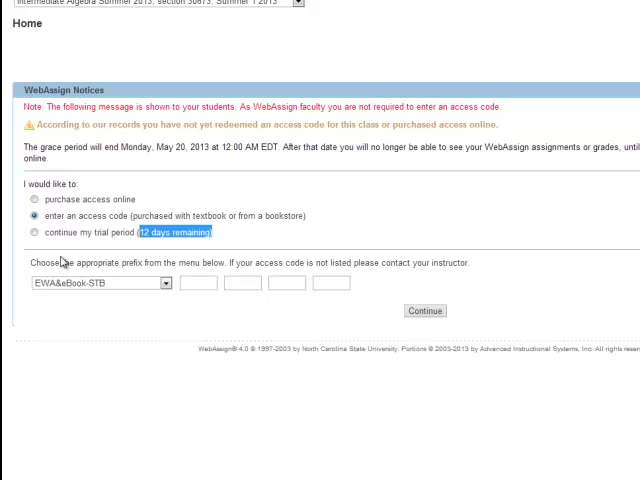 Intermediate Algebra Summer 2013, section 30673, Summer 1 2013
Home
WebAssign Notices
Note: The following message is shown to your students. As WebAssign faculty you are not required to enter an access code.
According to our records you have not yet redeemed an access code for this class or purchased access online.
The grace period will end Monday, May 20, 2013 at 12:00 AM EDT. After that date you will no longer be able to see your WebAssign assignments or grades, until
online.
I would like to:
purchase access online
enter an access code (purchased with textbook or from a bookstore)
continue my trial period (12 days remaining)
Choose the appropriate prefix from the menu below. If your access code is not listed please contact your instructor.
EWA&eBook-STB
Continue
WebAssign® 4.0 © 1997-2003 by North Carolina State University. Portions © 2003-2013 by Advanced Instructional Systems, Inc. All rights